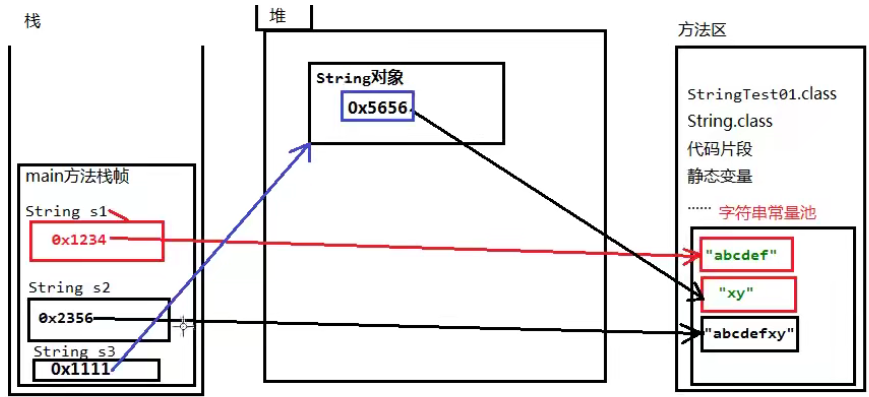 栈
main方法栈帧
String s1
0x1234
String s2
0x2356
String s3
0x1111
堆
String对象
0x5656
方法区
StringTest01.class
String.class
代码片段
静态变量
...... 字符串常量池
"abcdef"
"xy"
"abcdefxy"